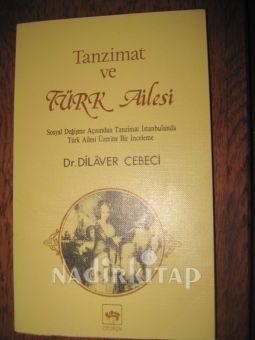 Tanzimat
ve
TÜRK Ailesi
Sosyal Değişme Açısından Tanzimat İstanbulunda
Türk Ailesi Üzerine Bir İnceleme
Dr. DİLÂVER CEBECİ
NADİRKİTAP
ÖTÜKEN